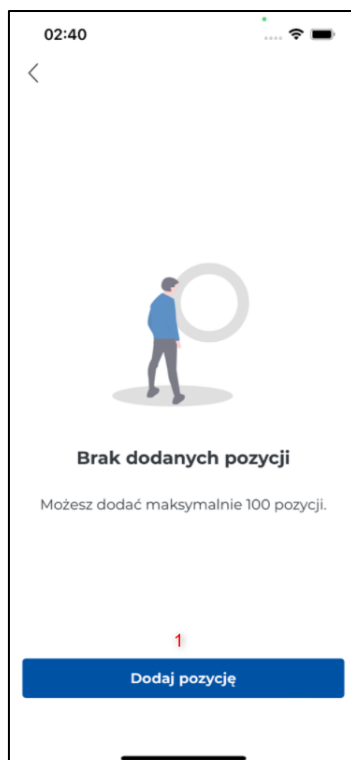 02:40
Brak dodanych pozycji
Możesz dodać maksymalnie 100 pozycji.
1
Dodaj pozycję